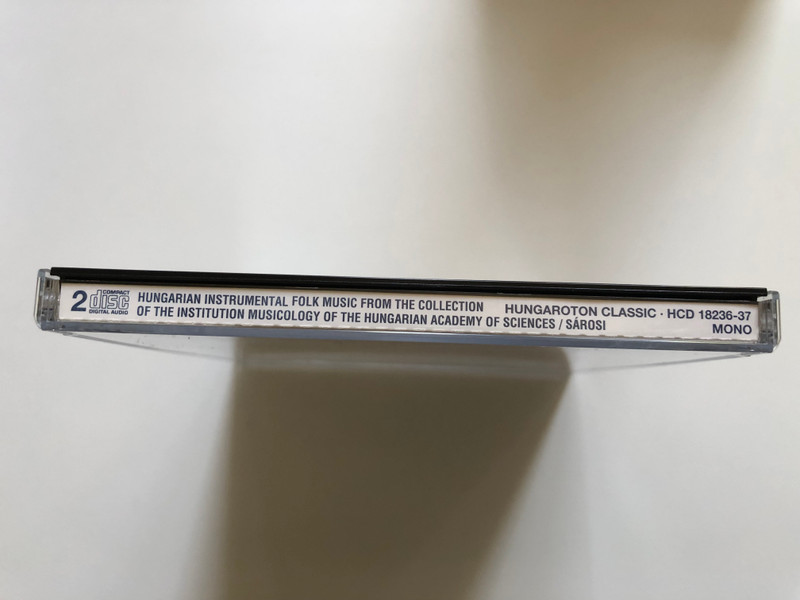 2 COMPACT disc DIGITAL AUDIO
HUNGARIAN INSTRUMENTAL FOLK MUSIC FROM THE COLLECTION
OF THE INSTITUTION MUSICOLOGY OF THE HUNGARIAN ACADEMY OF SCIENCES / SÁROSI
HUNGAROTON CLASSIC · HCD 18236-37
MONO